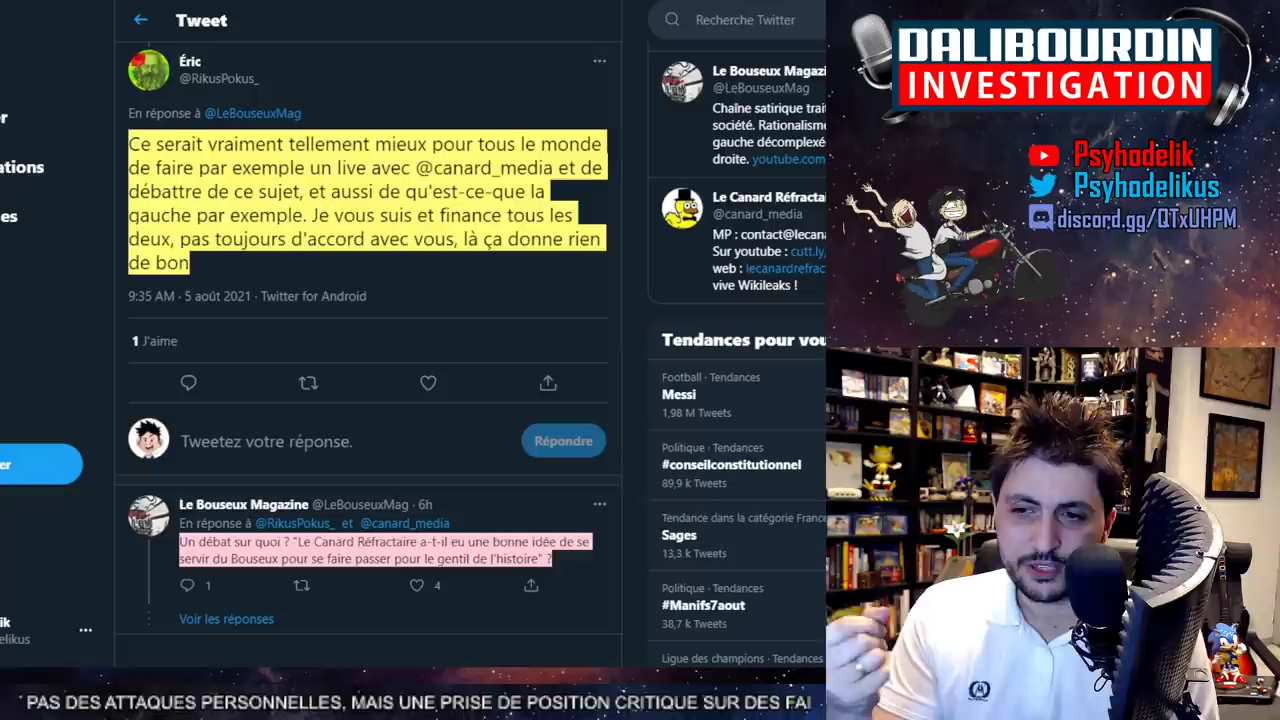 Tweet
Recherche Twitter
Éric
@RikusPokus_
En réponse à @LeBouseuxMag
Ce serait vraiment tellement mieux pour tous le monde
de faire par exemple un live avec @canard_media et de
débattre de ce sujet, et aussi de qu'est-ce-que la
gauche par exemple. Je vous suis et finance tous les
deux, pas toujours d'accord avec vous, là ça donne rien
de bon
9:35 AM · 5 août 2021 · Twitter for Android
1 J'aime
Tweetez votre réponse.
Répondre
Le Bouseux Magazine @LeBouseuxMag · 6h
En réponse à @RikusPokus_ et @canard_media
Un débat sur quoi ? "Le Canard Réfractaire a-t-il eu une bonne idée de se
servir du Bouseux pour se faire passer pour le gentil de l'histoire" ?
1
4
Voir les réponses
r
ations
es
er
ik
elikus
Le Bouseux Magazi
@LeBouseuxMag
Chaîne satirique trait
société. Rationalisme
gauche décomplexée
droite. youtube.com
Le Canard Réfracta
@canard_media
MP : contact@lecana
Sur youtube : cutt.ly/
web : lecanardrefrac
vive Wikileaks !
Tendances pour vou
Football · Tendances
Messi
1,98 M Tweets
Politique · Tendances
#conseilconstitutionnel
89,9 k Tweets
Tendance dans la catégorie France
Sages
13,3 k Tweets
Politique · Tendances
#Manifs7aout
38,7 k Tweets
Ligue des champions · Tendances
DALIBOURDIN
INVESTIGATION
Psyhodelik
Psyhodelikus
discord.gg/QTxUHPM
PAS DES ATTAQUES PERSONNELLES, MAIS UNE PRISE DE POSITION CRITIQUE SUR DES FAI